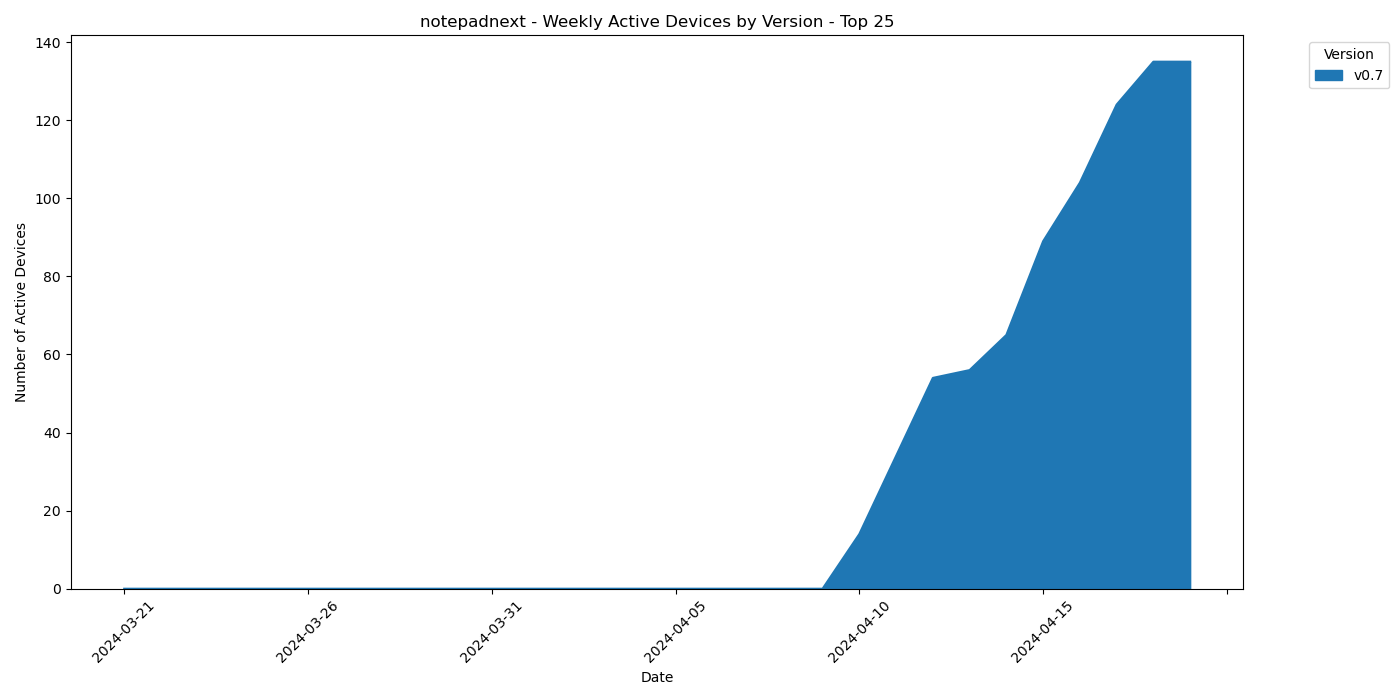 notepadnext - Weekly Active Devices by Version - Top 25
Version
v0.7
Number of Active Devices
140
120
100
80
60
40
20
0
2024-03-21
2024-03-26
2024-03-31
2024-04-05
2024-04-10
2024-04-15
Date